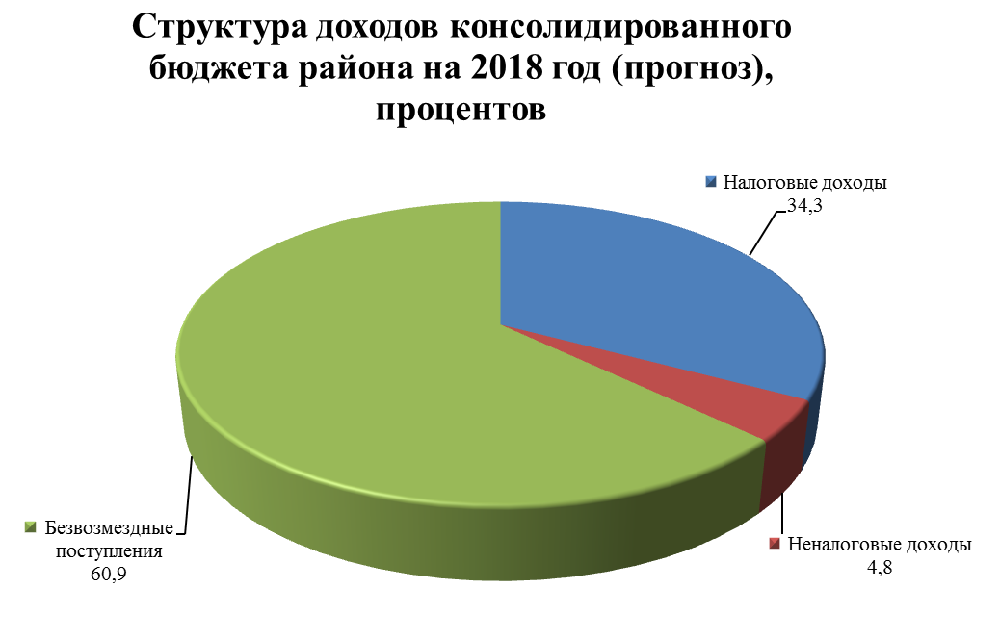 Структура доходов консолидированного
бюджета района на 2018 год (прогноз),
процентов
Налоговые доходы
34,3
Безвозмездные
поступления
60,9
Неналоговые доходы
4,8